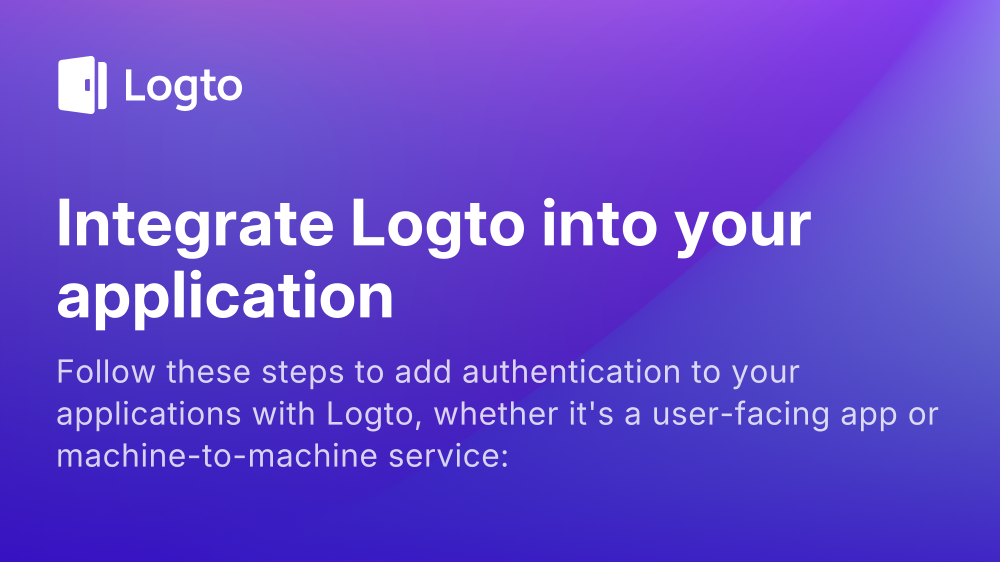 Logto
Integrate Logto into your
application
Follow these steps to add authentication to your
applications with Logto, whether it's a user-facing app or
machine-to-machine service: